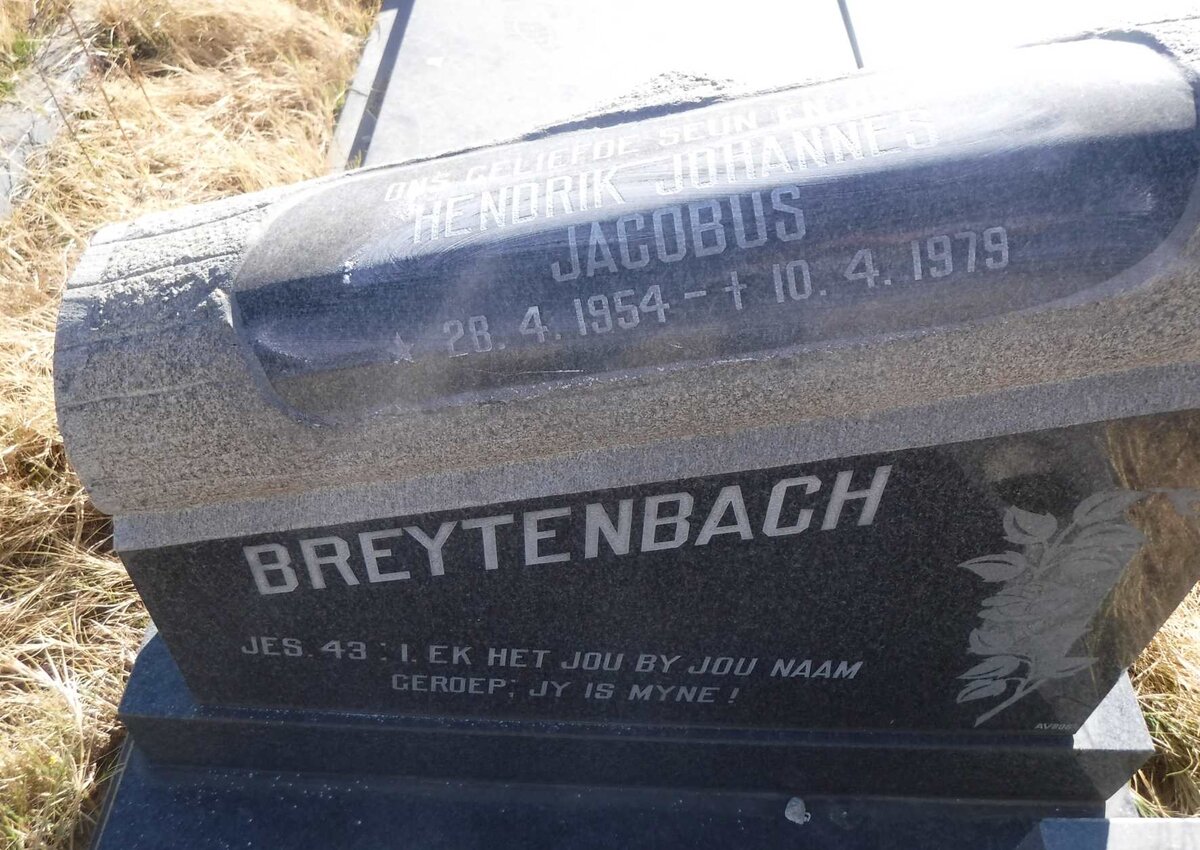 ONS GELIEFDE SEUN EN
HENDRIK JOHANNES
JACOBUS
★ 28. 4. 1954 – † 10. 4. 1979
BREYTENBACH
JES. 43 : 1. EK HET JOU BY JOU NAAM
GEROEP; JY IS MYNE !